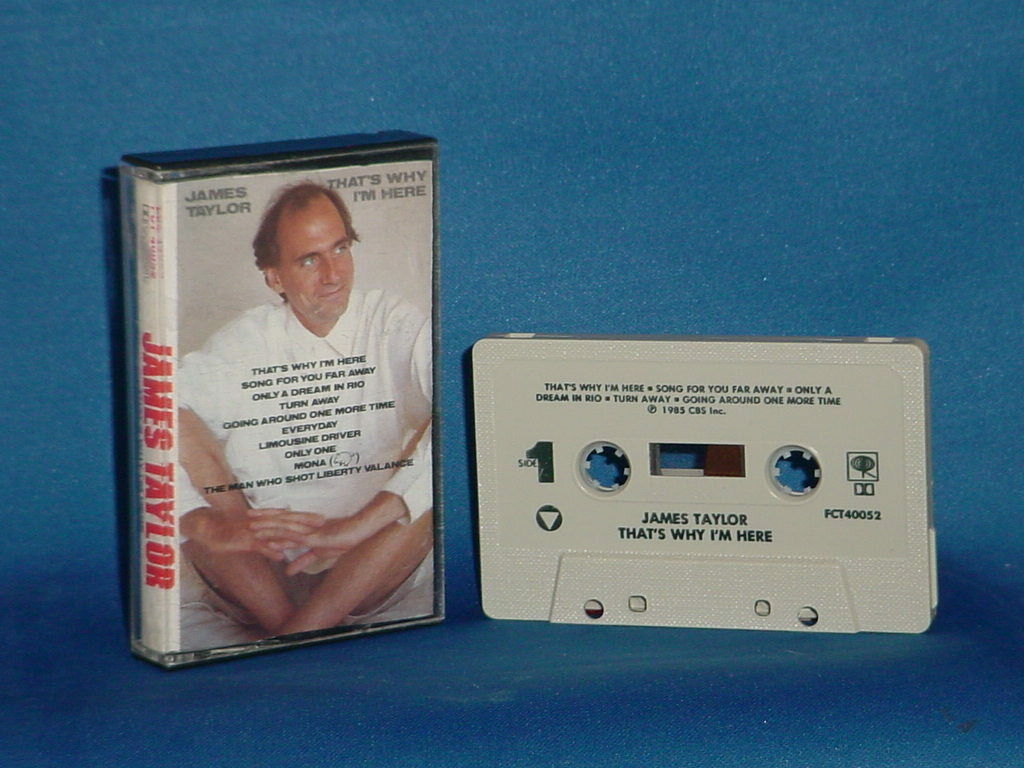 JAMES
TAYLOR
THAT'S WHY
I'M HERE
THAT'S WHY I'M HERE
SONG FOR YOU FAR AWAY
ONLY A DREAM IN RIO
TURN AWAY
GOING AROUND ONE MORE TIME
EVERYDAY
LIMOUSINE DRIVER
ONLY ONE
MONA
THE MAN WHO SHOT LIBERTY VALANCE
JAMES TAYLOR
THAT'S WHY I'M HERE ■ SONG FOR YOU FAR AWAY ■ ONLY A
DREAM IN RIO ■ TURN AWAY ■ GOING AROUND ONE MORE TIME
℗ 1985 CBS Inc.
SIDE 1
FCT40052
JAMES TAYLOR
THAT'S WHY I'M HERE